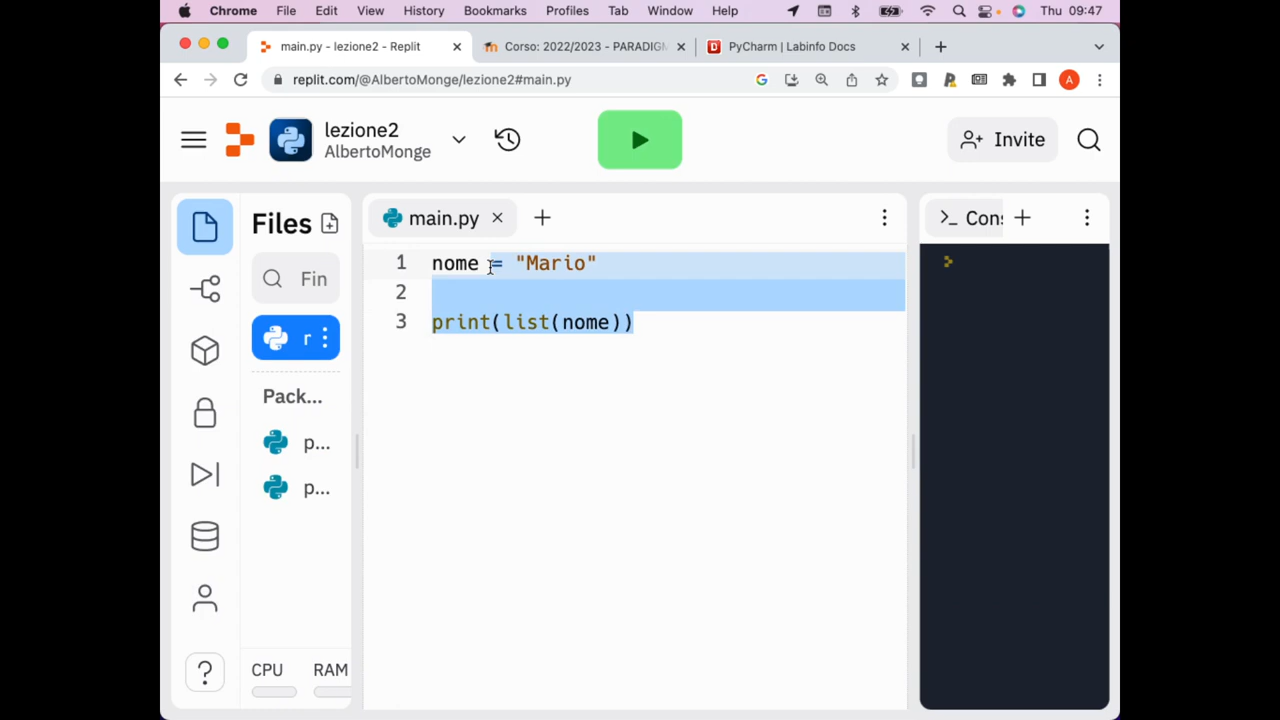 Chrome File Edit View History Bookmarks Profiles Tab Window Help Thu 09:47
main.py - lezione2 - Replit
Corso: 2022/2023 - PARADIGM
PyCharm | Labinfo Docs
replit.com/@AlbertoMonge/lezione2#main.py
A
lezione2
AlbertoMonge
Invite
Files
main.py
Con
Fin
r
1 nome = "Mario"
2
3 print(list(nome))
Pack...
p...
p...
CPU RAM